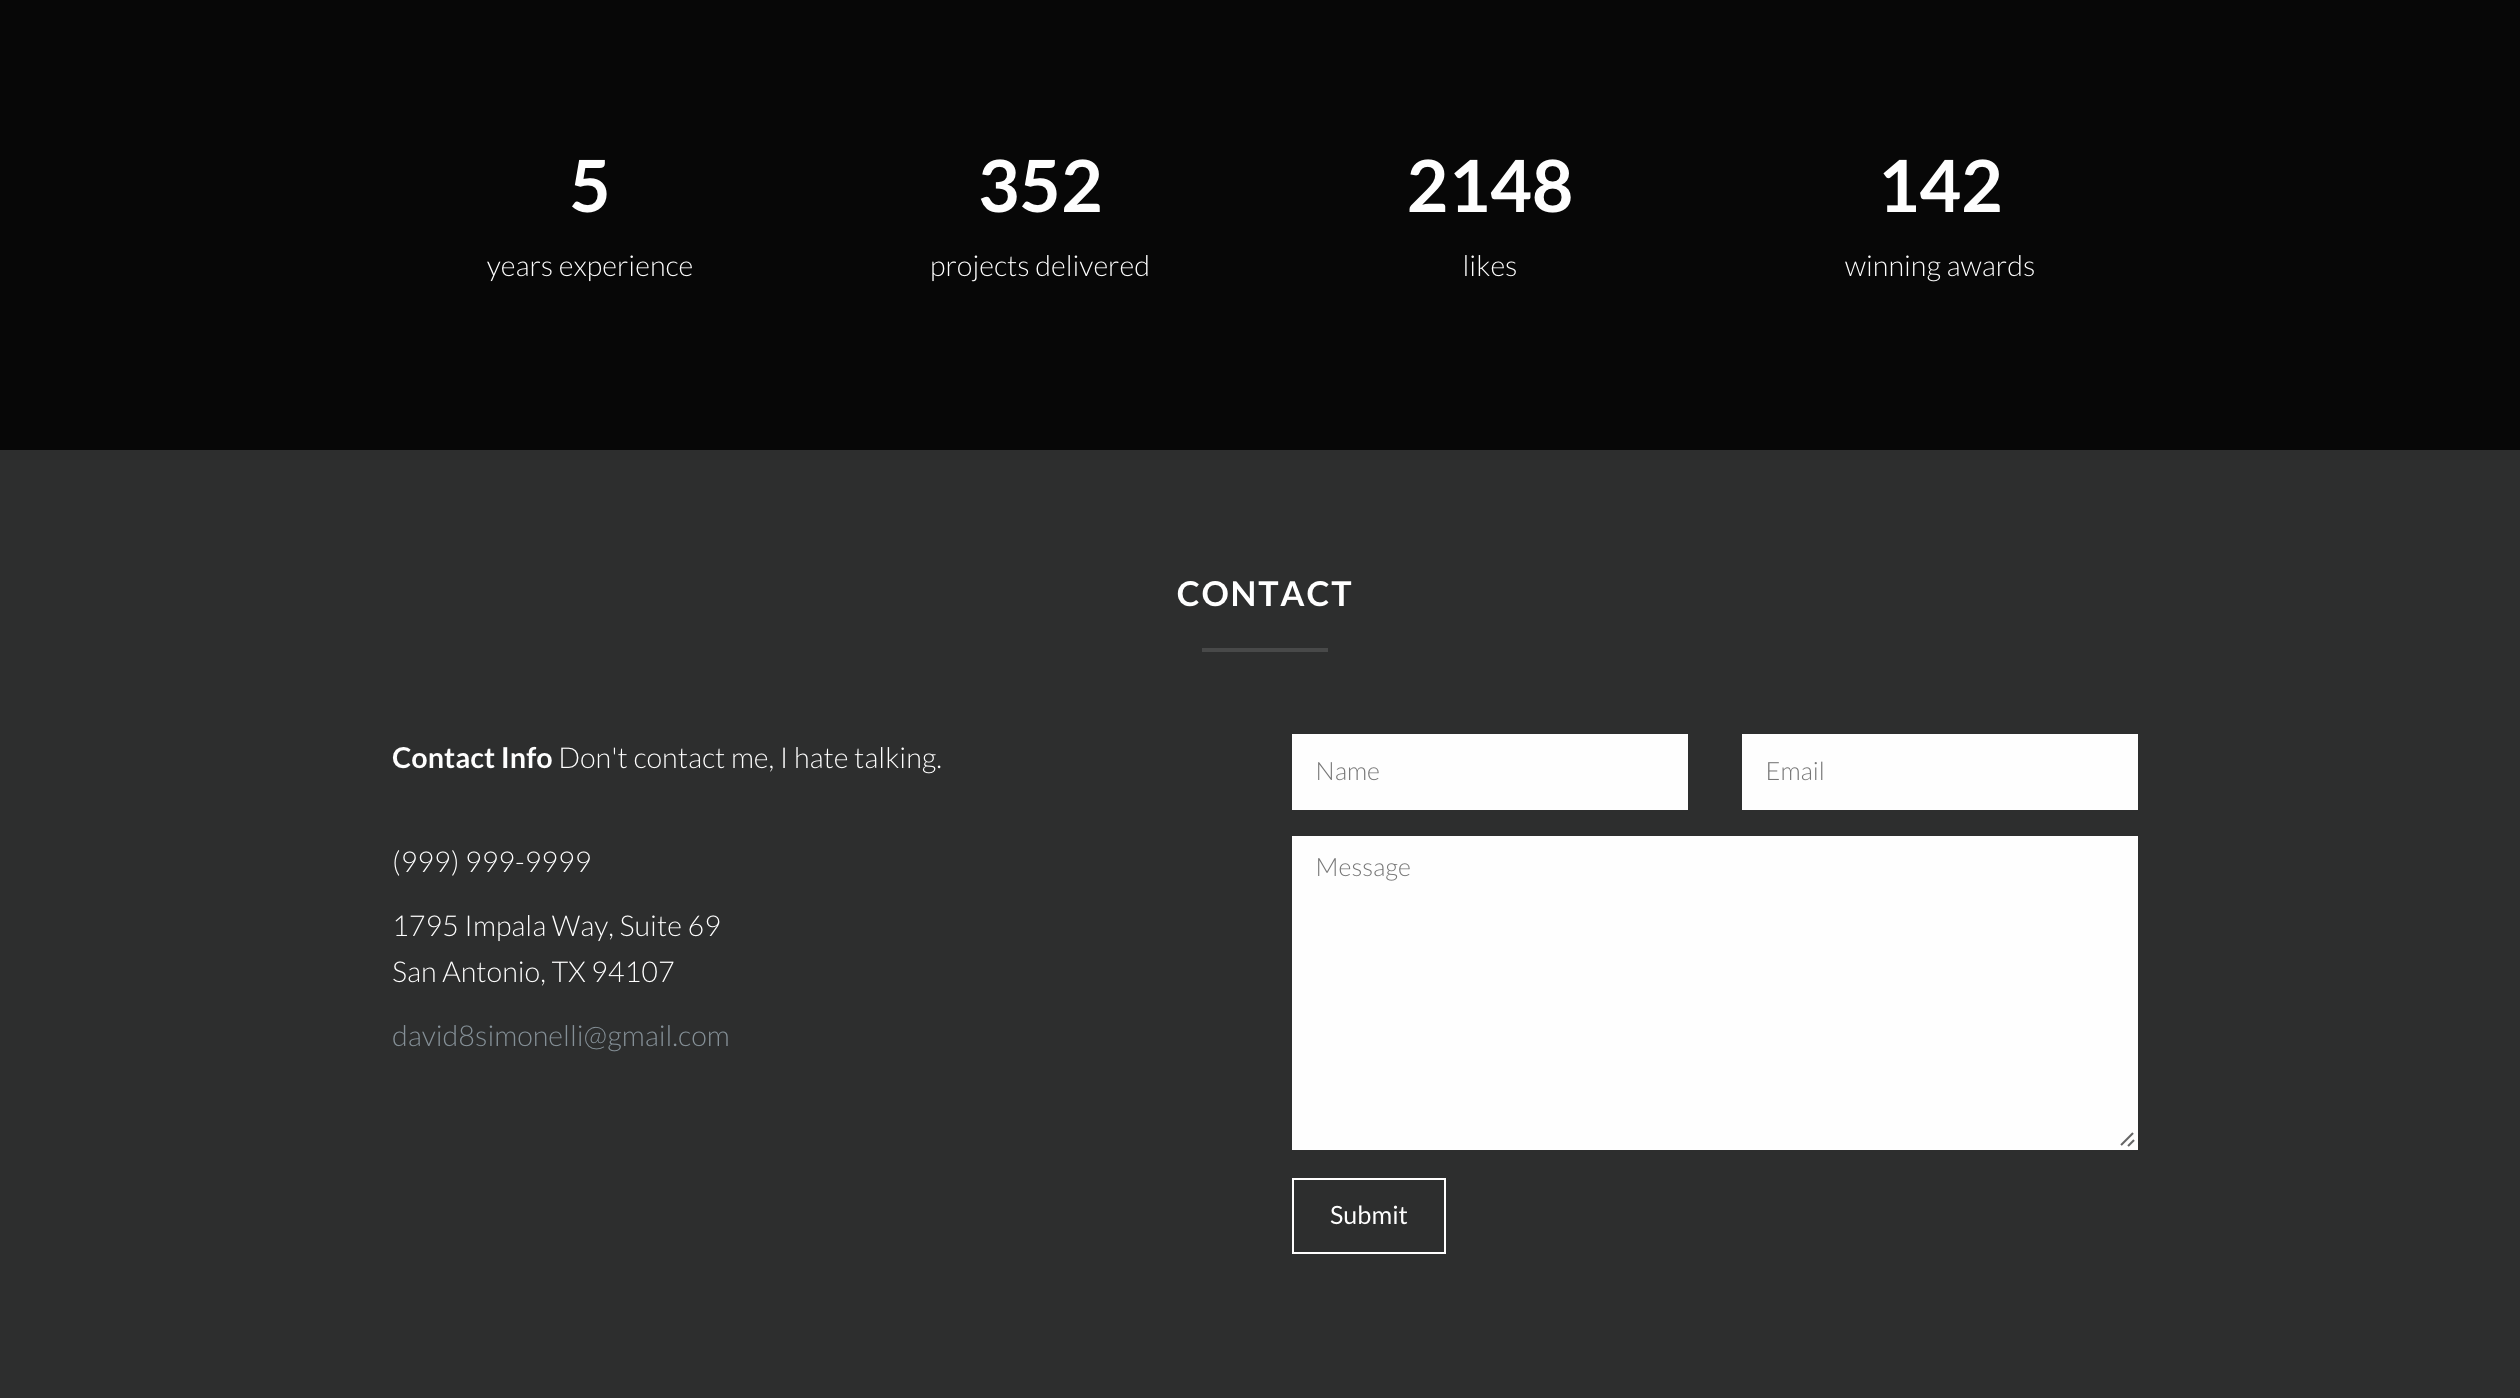 5
years experience
352
projects delivered
2148
likes
142
winning awards
CONTACT
Contact Info Don't contact me, I hate talking.
(999) 999-9999
1795 Impala Way, Suite 69
San Antonio, TX 94107
david8simonelli@gmail.com
Name
Email
Message
Submit